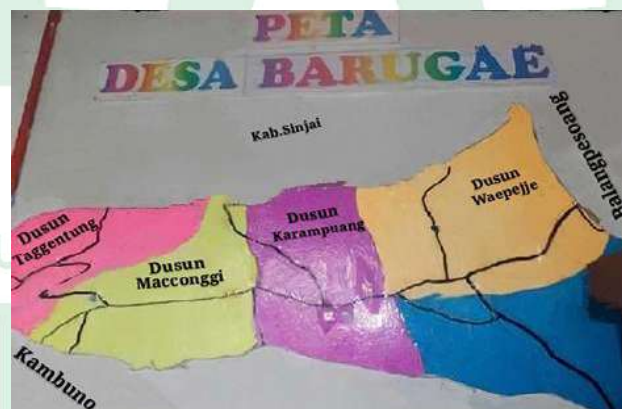 PETA
DESA BARUGAE
Kab.Sinjai
Balangpesoang
Dusun
Waepejje
Dusun
Karampuang
Dusun
Taggentung
Dusun
Macconggi
Kambuno